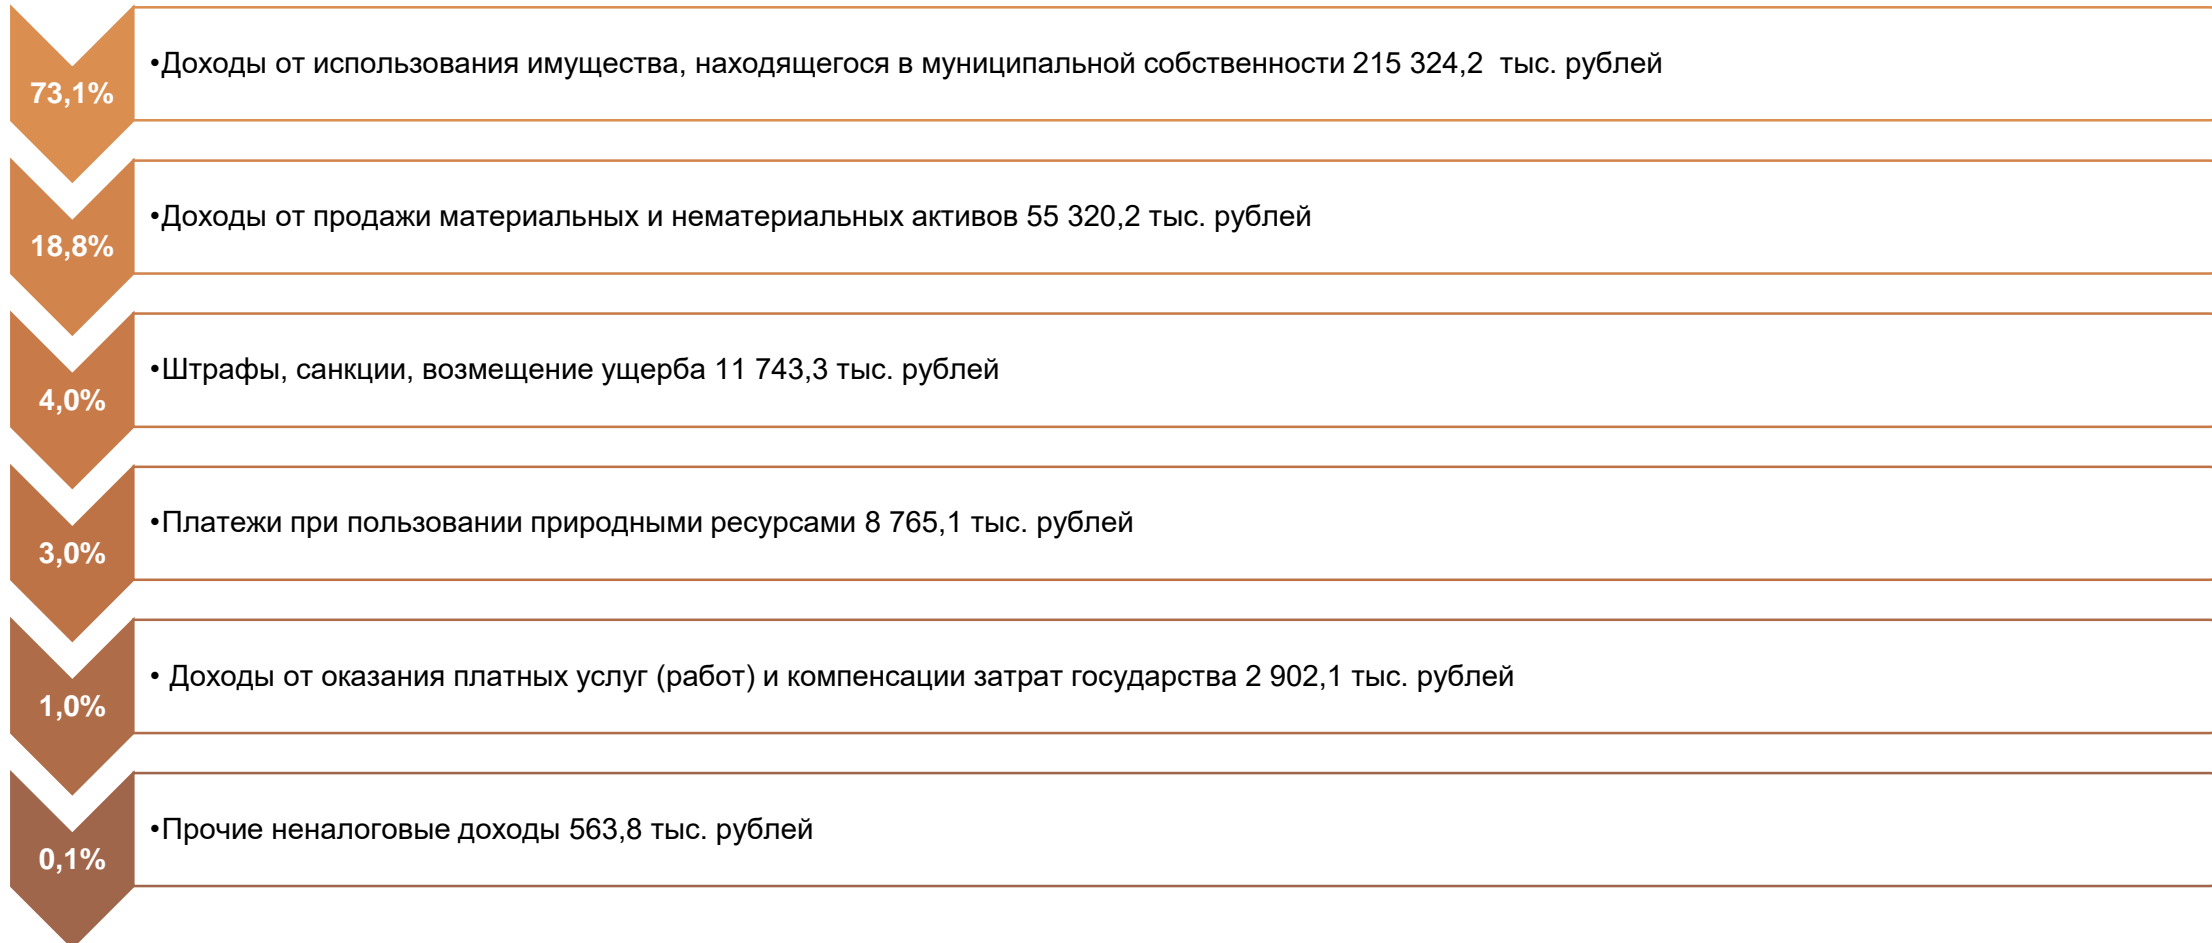 73,1%
•Доходы от использования имущества, находящегося в муниципальной собственности 215 324,2  тыс. рублей
18,8%
•Доходы от продажи материальных и нематериальных активов 55 320,2 тыс. рублей
4,0%
•Штрафы, санкции, возмещение ущерба 11 743,3 тыс. рублей
3,0%
•Платежи при пользовании природными ресурсами 8 765,1 тыс. рублей
1,0%
• Доходы от оказания платных услуг (работ) и компенсации затрат государства 2 902,1 тыс. рублей
0,1%
•Прочие неналоговые доходы 563,8 тыс. рублей